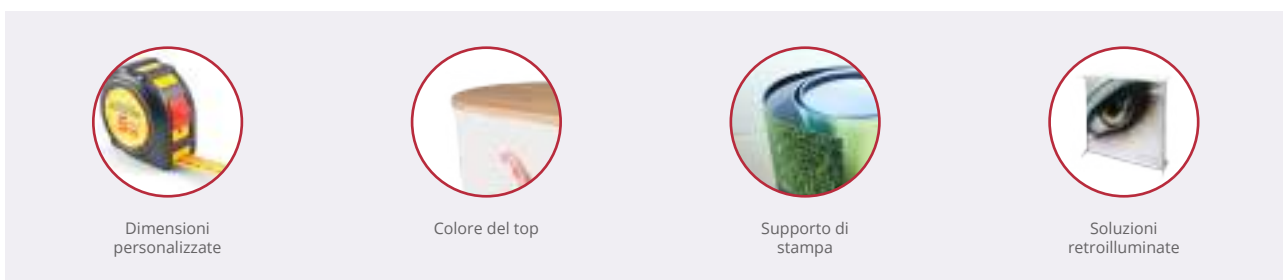 Dimensioni
personalizzate
Colore del top
Supporto di
stampa
Soluzioni
retroilluminate